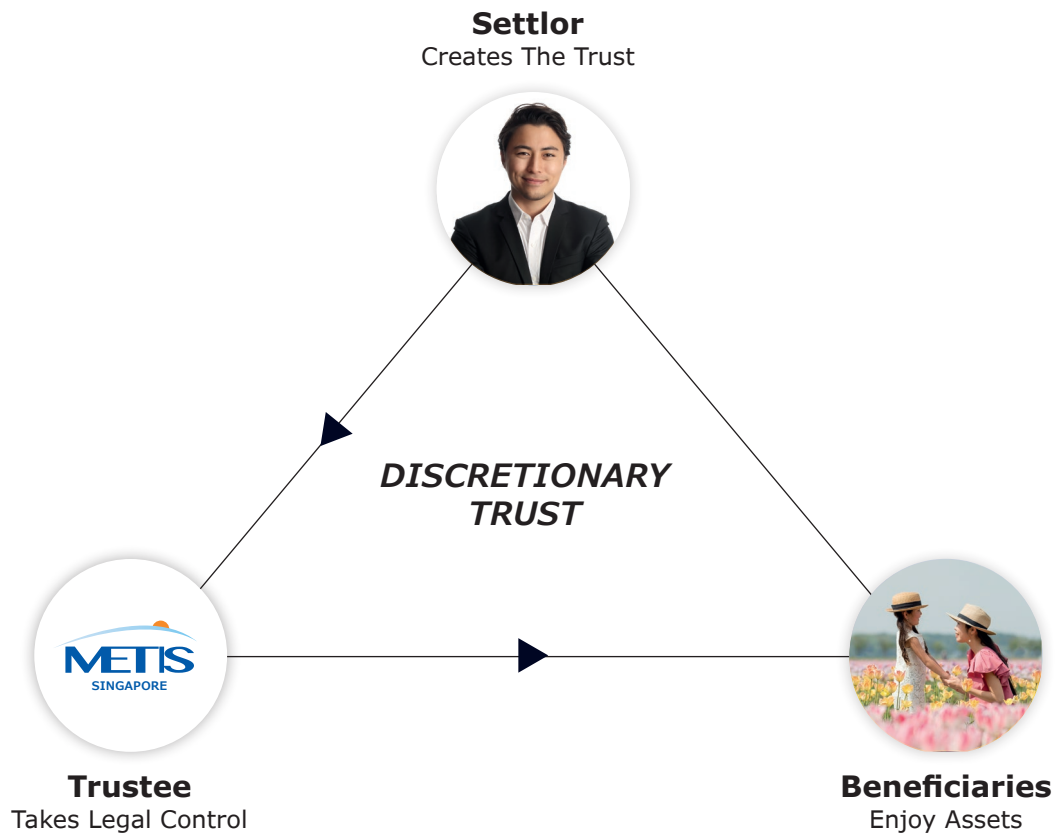 Settlor
Creates The Trust
DISCRETIONARY
TRUST
METIS
SINGAPORE
Trustee
Takes Legal Control
Beneficiaries
Enjoy Assets